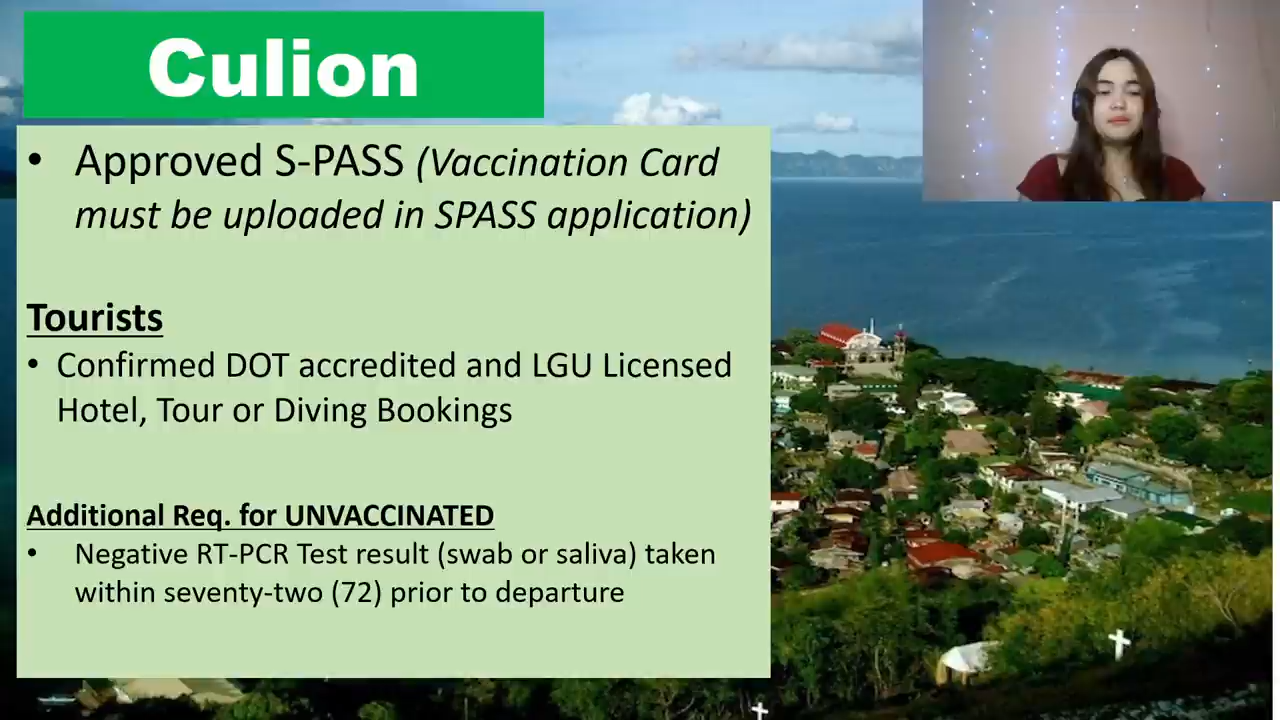 Culion
• Approved S-PASS (Vaccination Card
must be uploaded in SPASS application)
Tourists
• Confirmed DOT accredited and LGU Licensed
Hotel, Tour or Diving Bookings
Additional Req. for UNVACCINATED
• Negative RT-PCR Test result (swab or saliva) taken
within seventy-two (72) prior to departure